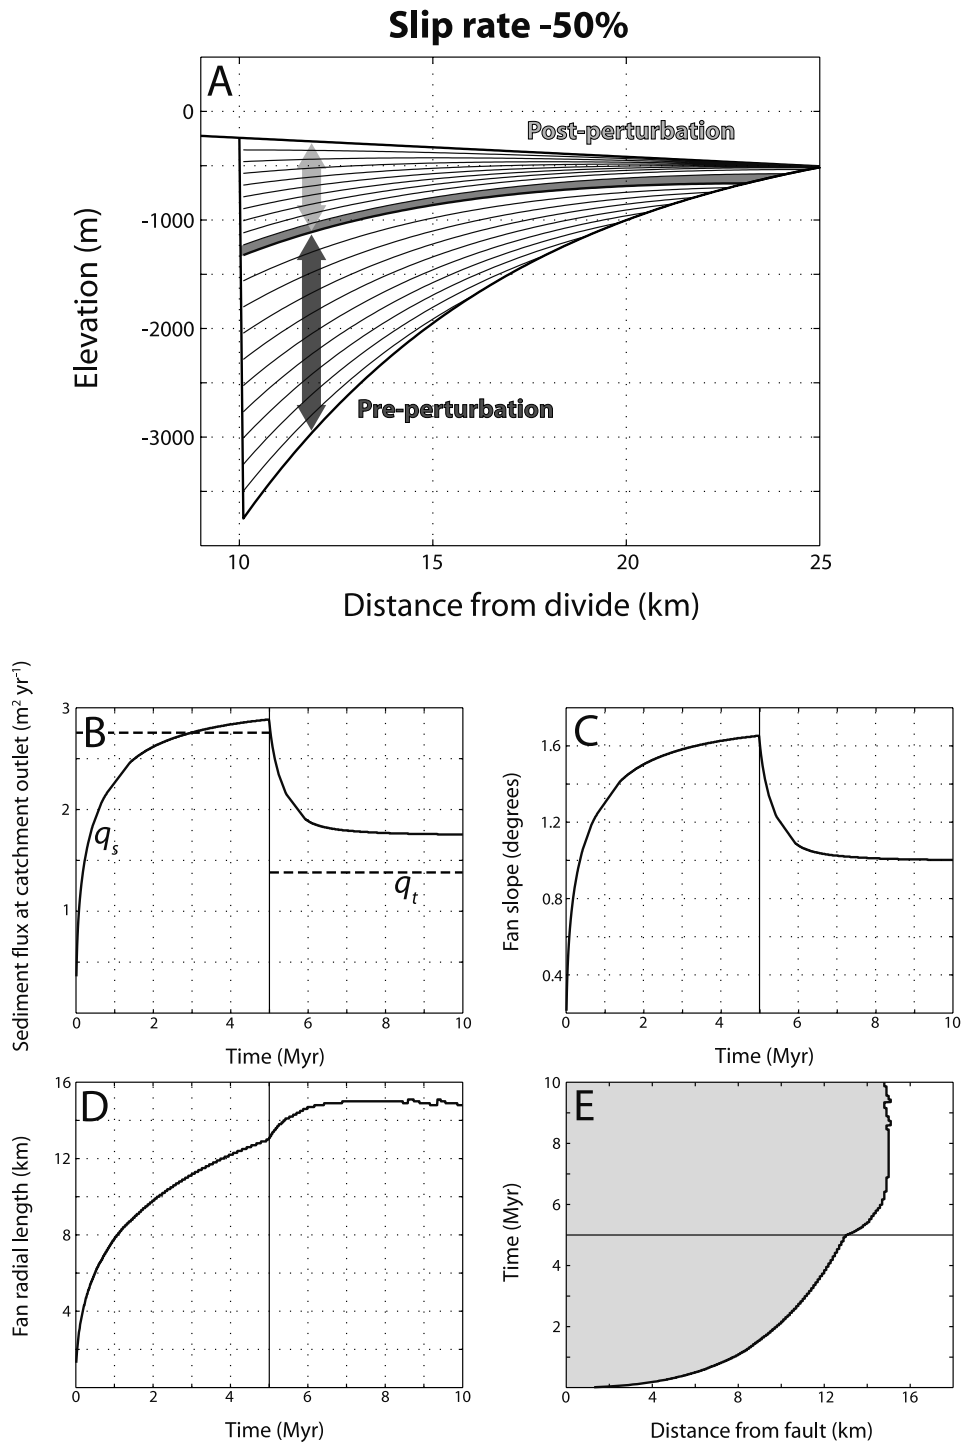 Slip rate -50%
A
0
-1000
-2000
-3000
Elevation (m)
Post-perturbation
Pre-perturbation
10
15
20
25
Distance from divide (km)
Sediment flux at catchment outlet (m² yr⁻¹)
3
2
1
B
qs
qt
0
2
4
6
8
10
Time (Myr)
Fan slope (degrees)
1.6
1.2
0.8
0.4
C
0
2
4
6
8
10
Time (Myr)
Fan radial length (km)
16
12
8
4
D
0
2
4
6
8
10
Time (Myr)
Time (Myr)
10
8
6
4
2
E
0
4
8
12
16
Distance from fault (km)